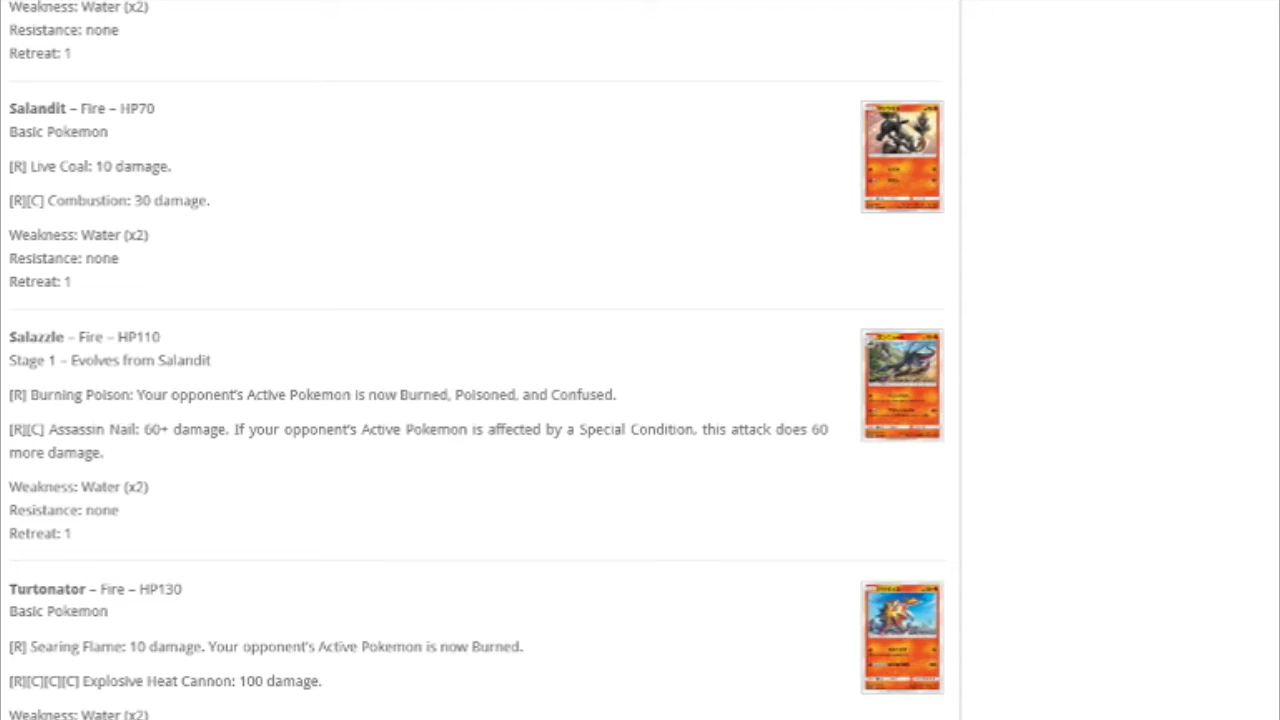 Weakness: Water (x2)
Resistance: none
Retreat: 1
Salandit – Fire – HP70
Basic Pokemon
[R] Live Coal: 10 damage.
[R][C] Combustion: 30 damage.
Weakness: Water (x2)
Resistance: none
Retreat: 1
Salazzle – Fire – HP110
Stage 1 – Evolves from Salandit
[R] Burning Poison: Your opponent's Active Pokemon is now Burned, Poisoned, and Confused.
[R][C] Assassin Nail: 60+ damage. If your opponent's Active Pokemon is affected by a Special Condition, this attack does 60
more damage.
Weakness: Water (x2)
Resistance: none
Retreat: 1
Turtonator – Fire – HP130
Basic Pokemon
[R] Searing Flame: 10 damage. Your opponent's Active Pokemon is now Burned.
[R][C][C][C] Explosive Heat Cannon: 100 damage.
Weakness: Water (x2)